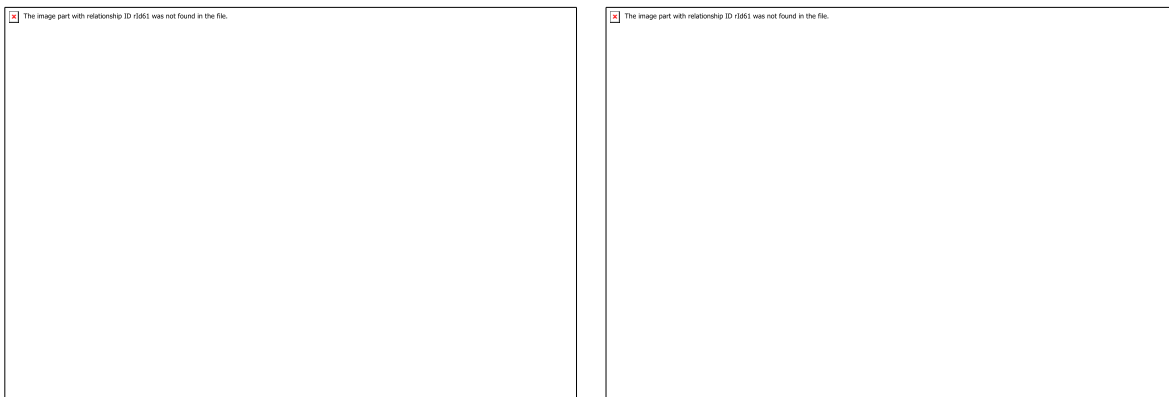 The image part with relationship ID rId61 was not found in the file.
The image part with relationship ID rId61 was not found in the file.